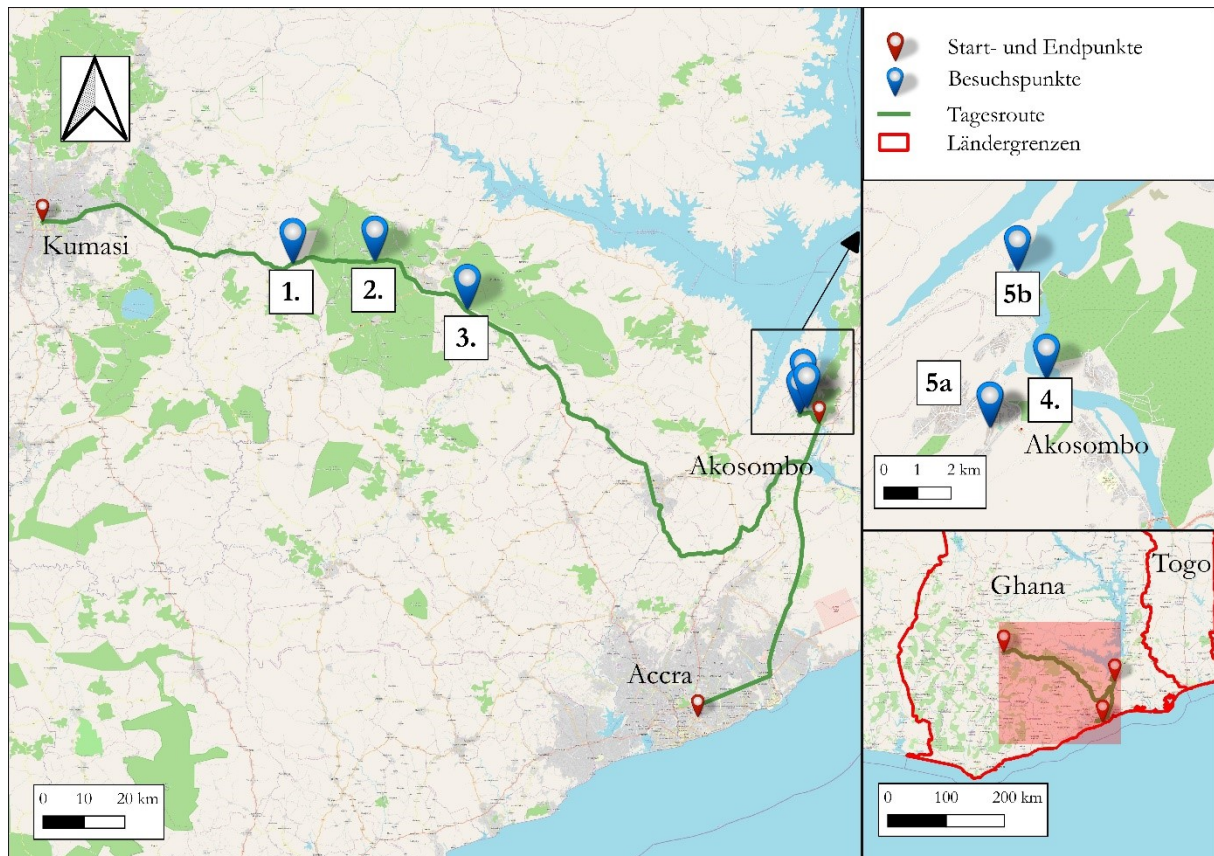 Kumasi
1.
2.
3.
Akosombo
Accra
0 10 20 km
Start- und Endpunkte
Besuchspunkte
Tagesroute
Ländergrenzen
5b
5a
4.
Akosombo
0 1 2 km
Togo
Ghana
0 100 200 km